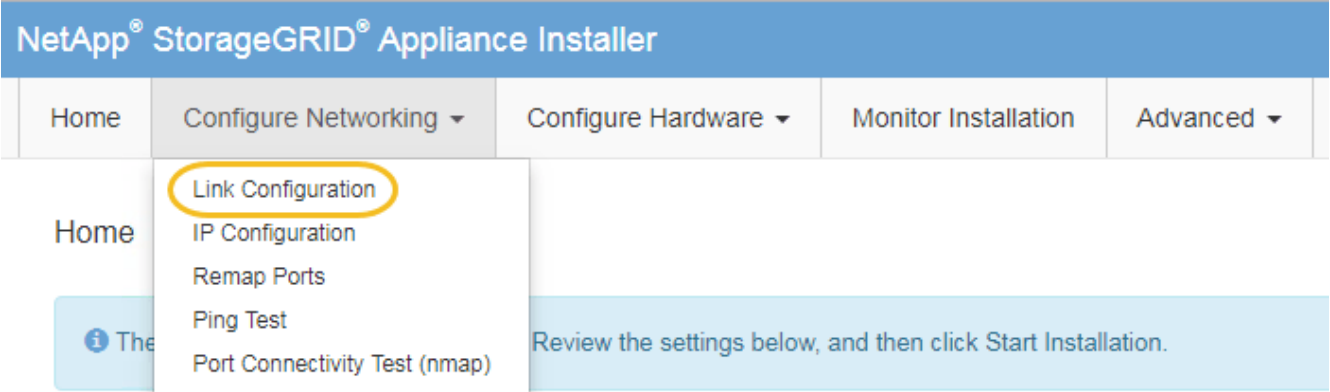 NetApp® StorageGRID® Appliance Installer
Home Configure Networking Configure Hardware Monitor Installation Advanced
Link Configuration
Home IP Configuration
Remap Ports
Ping Test
The Review the settings below, and then click Start Installation.
Port Connectivity Test (nmap)